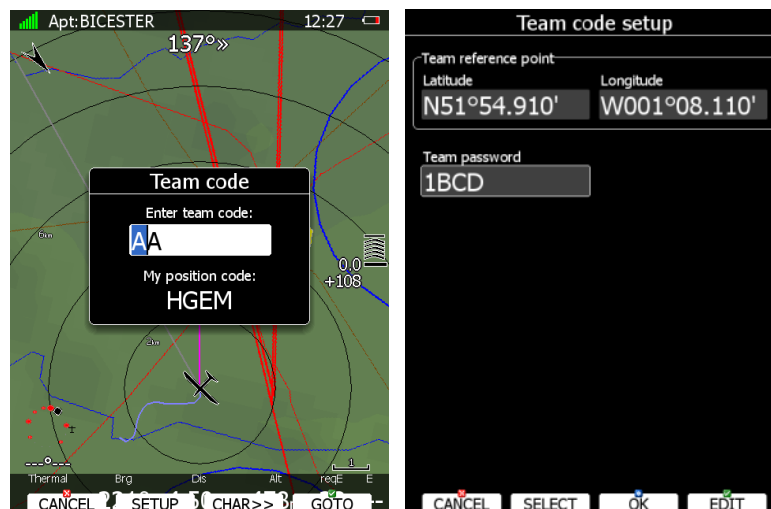 Apt:BICESTER 12:27
137°»
Team code
Enter team code:
AA
My position code:
HGEM
6km
0.0
+108
1
Thermal Brg Dis Alt reqE E
CANCEL SETUP CHAR>> GOTO
Team code setup
Team reference point
Latitude Longitude
N51°54.910' W001°08.110'
Team password
1BCD
CANCEL SELECT OK EDIT